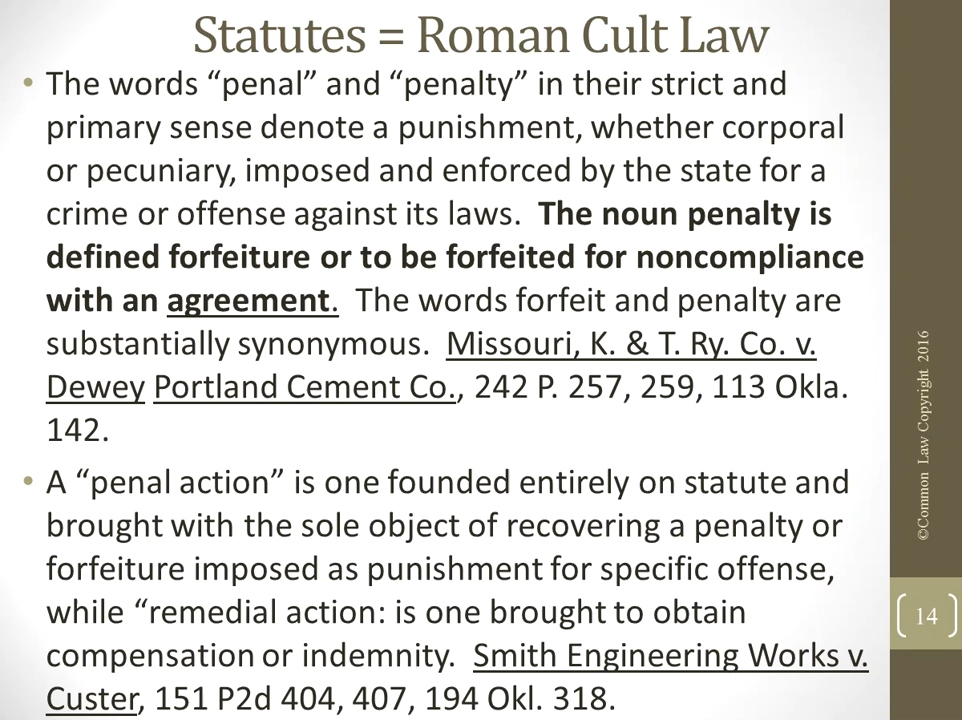 Statutes = Roman Cult Law
• The words “penal” and “penalty” in their strict and
primary sense denote a punishment, whether corporal
or pecuniary, imposed and enforced by the state for a
crime or offense against its laws.  The noun penalty is
defined forfeiture or to be forfeited for noncompliance
with an agreement.  The words forfeit and penalty are
substantially synonymous.  Missouri, K. & T. Ry. Co. v.
Dewey Portland Cement Co., 242 P. 257, 259, 113 Okla.
142.
• A “penal action” is one founded entirely on statute and
brought with the sole object of recovering a penalty or
forfeiture imposed as punishment for specific offense,
while “remedial action: is one brought to obtain
compensation or indemnity.  Smith Engineering Works v.
Custer, 151 P2d 404, 407, 194 Okl. 318.
©Common Law Copyright 2016
14